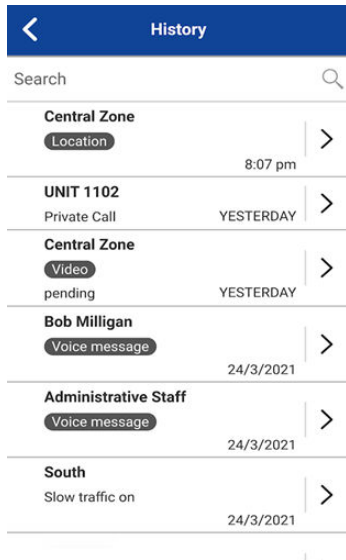 History
Search
Central Zone
Location
8:07 pm
UNIT 1102
Private Call YESTERDAY
Central Zone
Video
pending YESTERDAY
Bob Milligan
Voice message
24/3/2021
Administrative Staff
Voice message
24/3/2021
South
Slow traffic on
24/3/2021